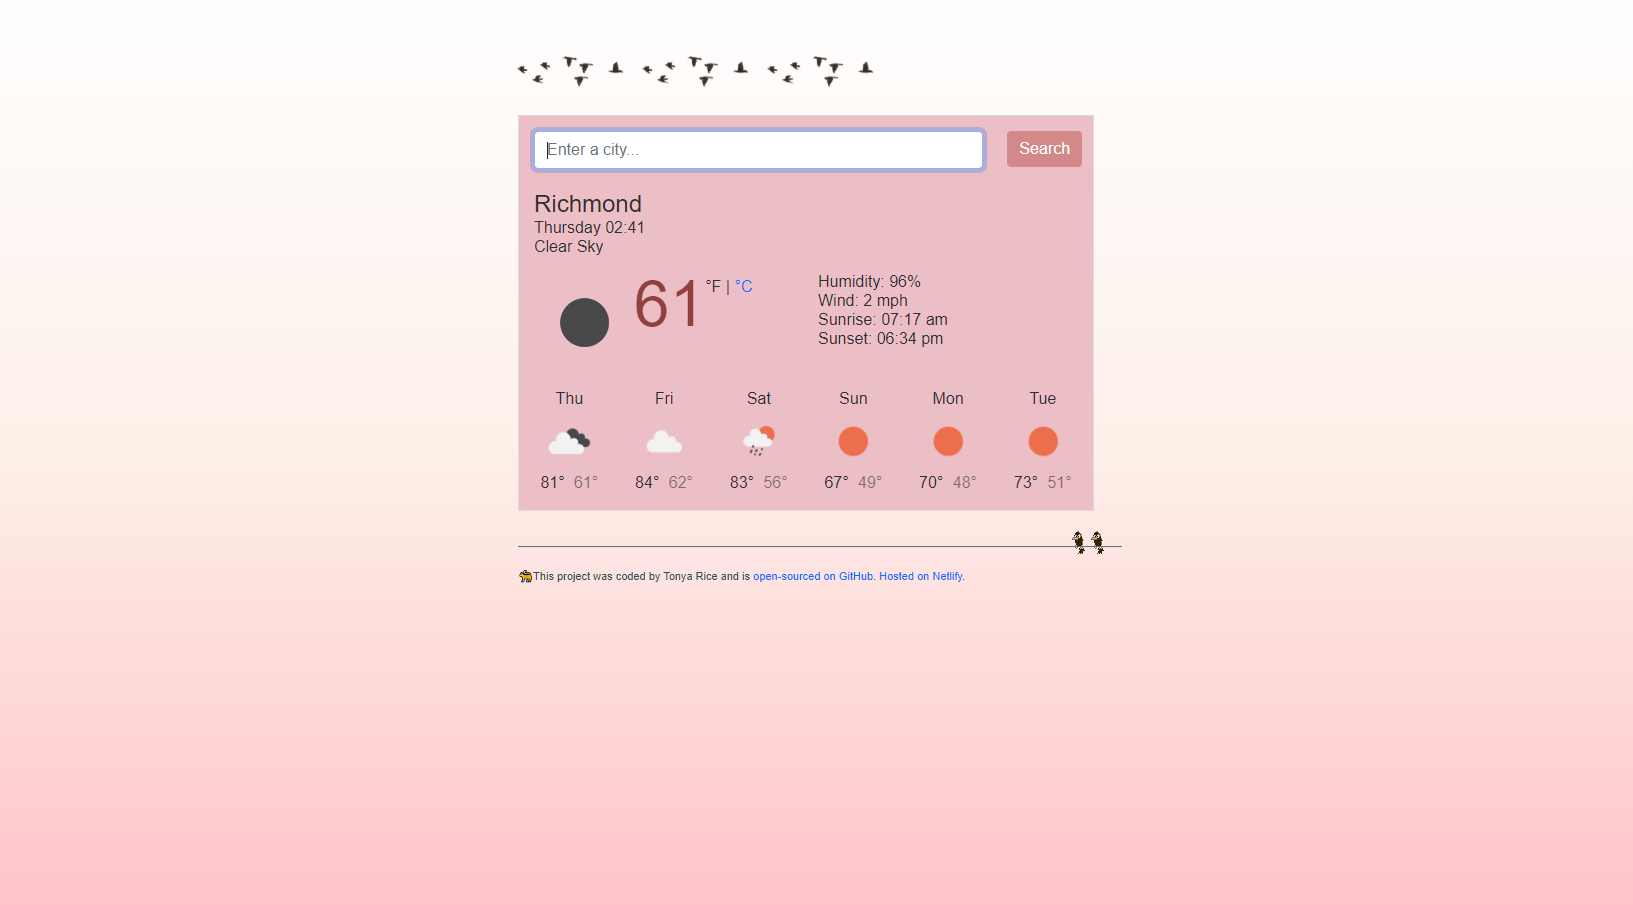 Enter a city...
Search
Richmond
Thursday 02:41
Clear Sky
61 °F | °C
Humidity: 96%
Wind: 2 mph
Sunrise: 07:17 am
Sunset: 06:34 pm
Thu Fri Sat Sun Mon Tue
81° 61° 84° 62° 83° 56° 67° 49° 70° 48° 73° 51°
This project was coded by Tonya Rice and is open-sourced on GitHub. Hosted on Netlify.